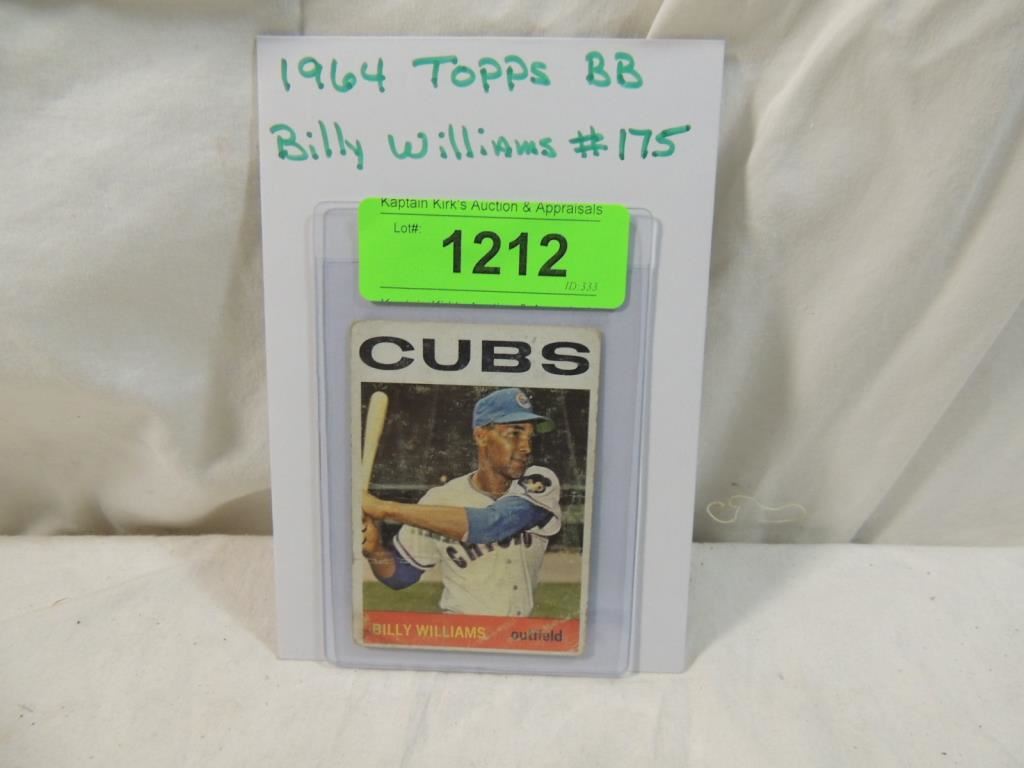 1964 Topps BB
Billy Williams #175
Kaptain Kirk's Auction & Appraisals
Lot#:
1212
ID:333
CUBS
BILLY WILLIAMS outfield